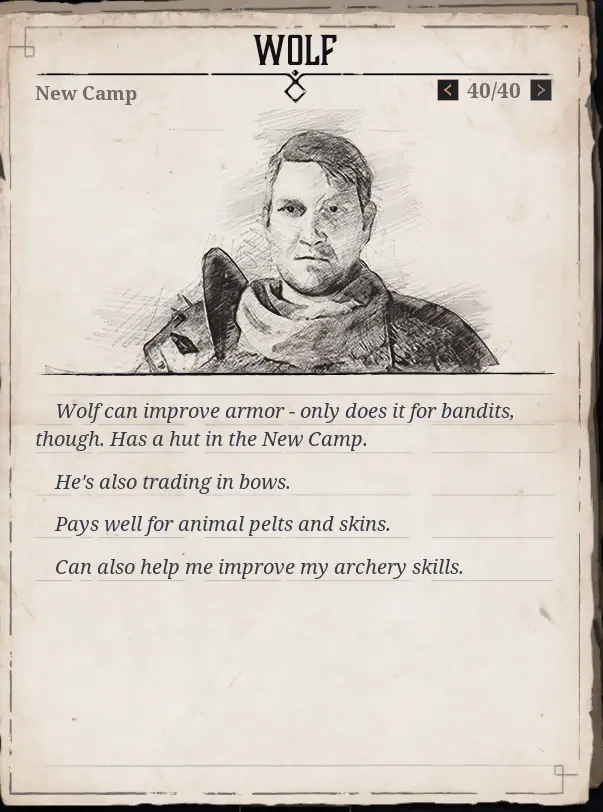 WOLF
New Camp
40/40
Wolf can improve armor - only does it for bandits,
though. Has a hut in the New Camp.
He's also trading in bows.
Pays well for animal pelts and skins.
Can also help me improve my archery skills.